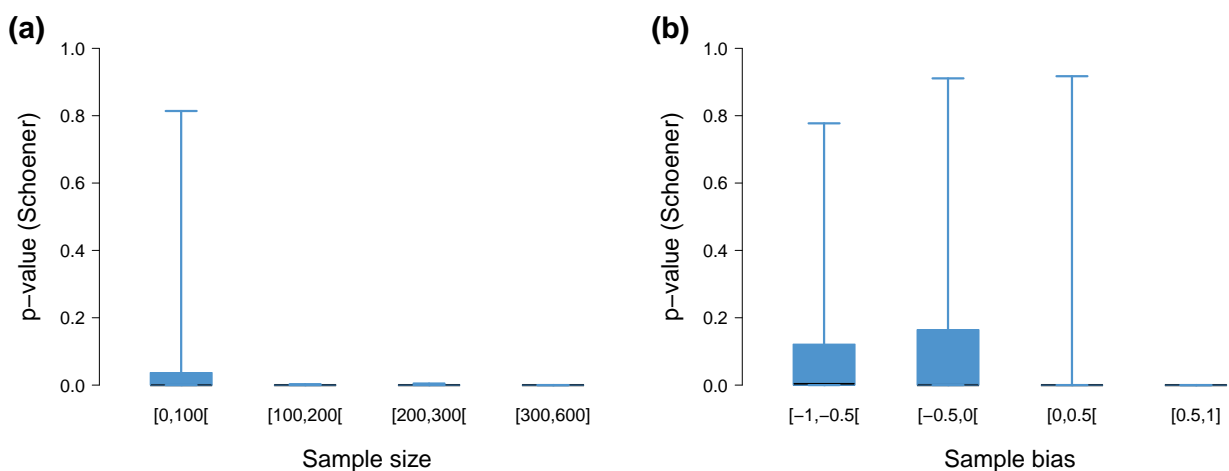 (a)
p−value (Schoener)
1.0
0.8
0.6
0.4
0.2
0.0
[0,100[ [100,200[ [200,300[ [300,600]
Sample size
(b)
p−value (Schoener)
1.0
0.8
0.6
0.4
0.2
0.0
[−1,−0.5[ [−0.5,0[ [0,0.5[ [0.5,1]
Sample bias